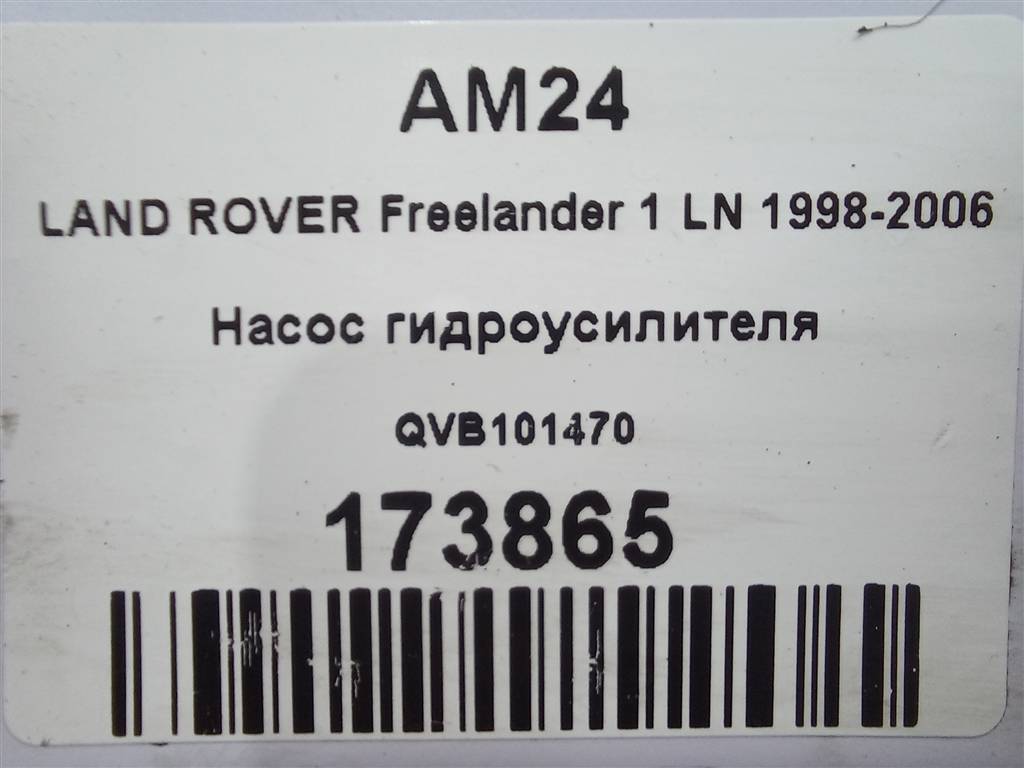 AM24
LAND ROVER Freelander 1 LN 1998-2006
Насос гидроусилителя
QVB101470
173865